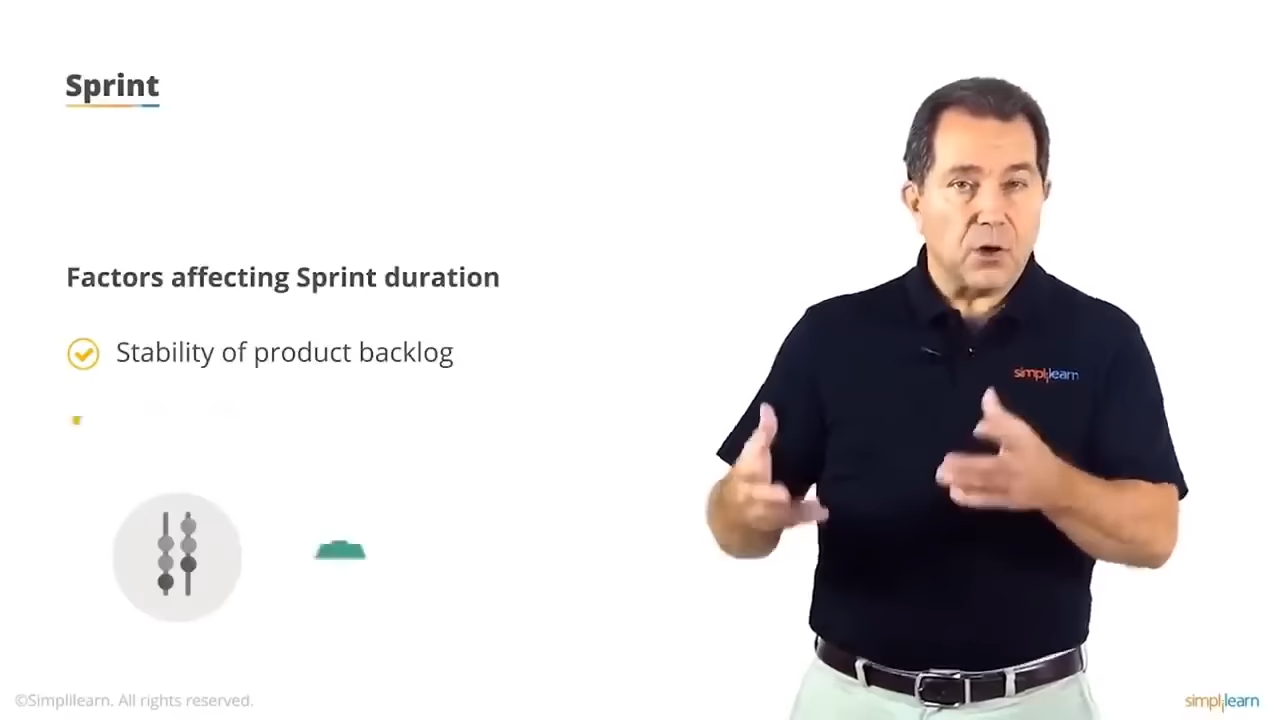 Sprint
Factors affecting Sprint duration
Stability of product backlog
simplilearn
©Simplilearn. All rights reserved.
simplilearn